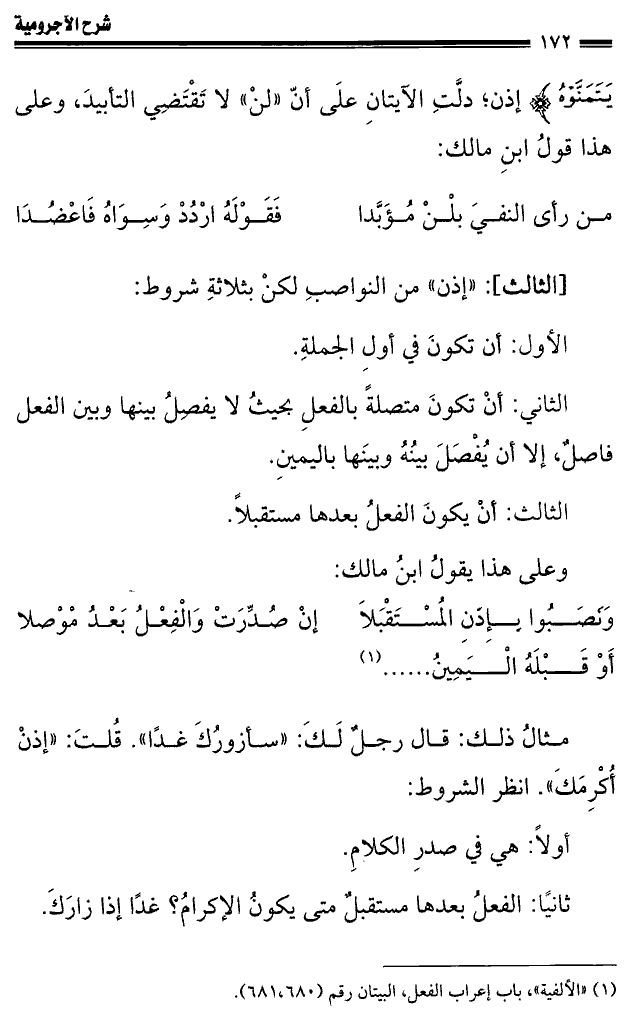 شرح الآجرومية
١٧٢
يَتَمَنَّوْهُ ﴾ إذن؛ دلَّتِ الآيتانِ علَى أنّ «لنْ» لا تَقْتَضِي التأبيدَ، وعلى
هذا قولُ ابنِ مالك:
من رأى النفيَ بلْنْ مُؤَبَّدا فَقَوْلَهُ ارْدُدْ وَسِوَاهُ فَاعْضُدَا
[الثالث]: «إذن» من النواصبِ لكنْ بثلاثةِ شروط:
الأول: أن تكونَ في أولِ الجملةِ.
الثاني: أنْ تكونَ متصلةً بالفعلِ بحيثُ لا يفصِلُ بينها وبين الفعل
فاصلٌ، إلا أن يُفْصَلَ بينُهُ وبينَها باليمينِ.
الثالث: أنْ يكونَ الفعلُ بعدها مستقبلاً.
وعلى هذا يقولُ ابنُ مالك:
وَنَصَبُوا بِإِذَنِ المُسْتَقْبَلاَ إنْ صُدِّرَتْ وَالْفِعْلُ بَعْدُ مُوْصلا
أَوْ قَبْلَهُ الْيَمِينُ......(١)
مثالُ ذلك: قال رجلٌ لَكَ: «سأزورُكَ غدًا». قُلتَ: «إذنْ
أُكْرِمَكَ». انظر الشروط:
أولاً: هي في صدرِ الكلامِ.
ثانيًا: الفعلُ بعدها مستقبلٌ متى يكونُ الإكرامُ؟ غدًا إذا زارَكَ.
(١) «الألفية»، باب إعراب الفعل، البيتان رقم (٦٨١،٦٨٠).